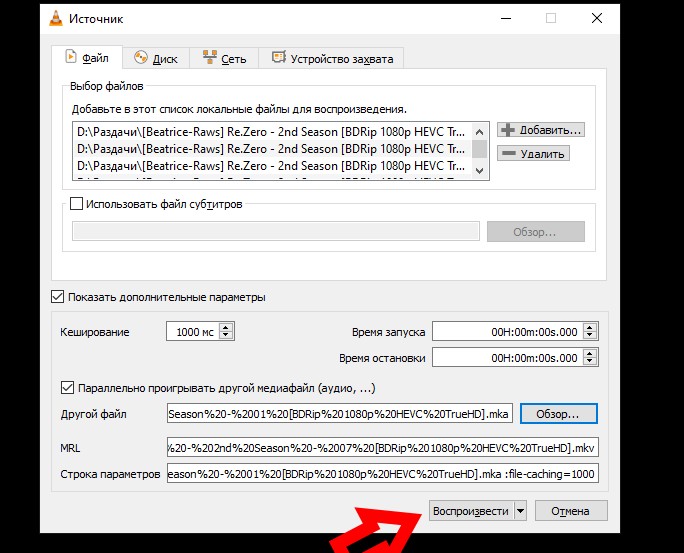 Источник
Файл
Диск
Сеть
Устройство захвата
Выбор файлов
Добавьте в этот список локальные файлы для воспроизведения.
D:\Раздачи\[Beatrice-Raws] Re.Zero - 2nd Season [BDRip 1080p HEVC Tr...
D:\Раздачи\[Beatrice-Raws] Re.Zero - 2nd Season [BDRip 1080p HEVC Tr...
D:\Раздачи\[Beatrice-Raws] Re.Zero - 2nd Season [BDRip 1080p HEVC Tr...
Добавить...
Удалить
Использовать файл субтитров
Обзор...
Показать дополнительные параметры
Кеширование
1000 мс
Время запуска
00H:00m:00s.000
Время остановки
00H:00m:00s.000
Параллельно проигрывать другой медиафайл (аудио, ...)
Другой файл
Season%20-%2001%20[BDRip%201080p%20HEVC%20TrueHD].mka
Обзор...
MRL
%20-%202nd%20Season%20-%2007%20[BDRip%201080p%20HEVC%20TrueHD].mkv
Строка параметров
eason%20-%2001%20[BDRip%201080p%20HEVC%20TrueHD].mka :file-caching=1000
Воспроизвести
Отмена